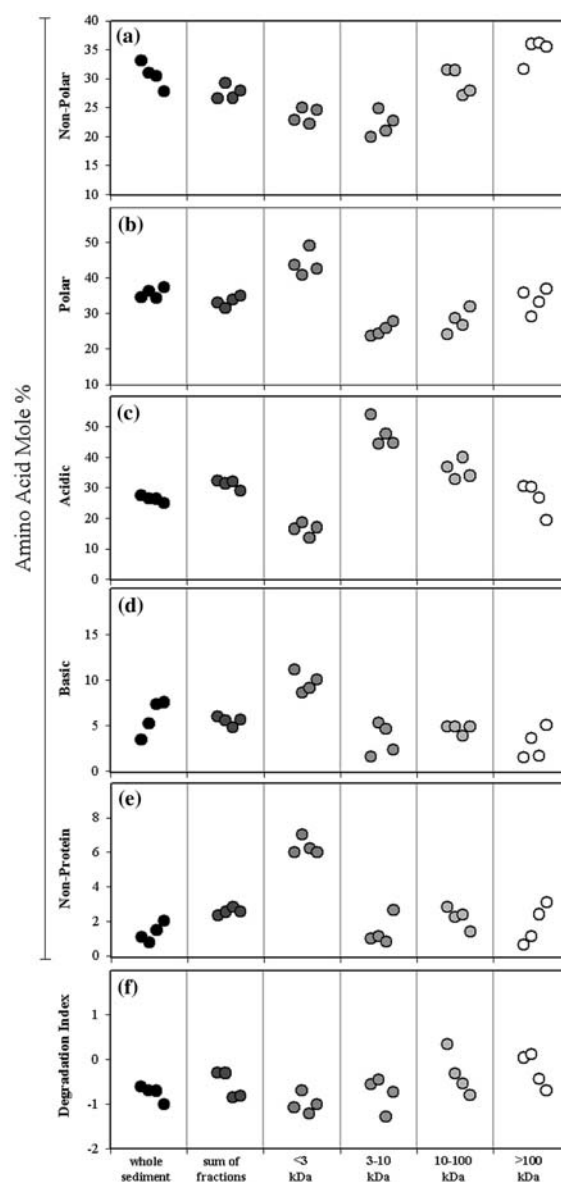 Amino Acid Mole %
(a)
Non-Polar
40
35
30
25
20
15
10
(b)
Polar
50
40
30
20
10
(c)
Acidic
50
40
30
20
10
0
(d)
Basic
15
10
5
0
(e)
Non-Protein
8
6
4
2
0
(f)
Degradation Index
1
0
-1
-2
whole sum of <3 3-10 10-100 >100
sediment fractions kDa kDa kDa kDa